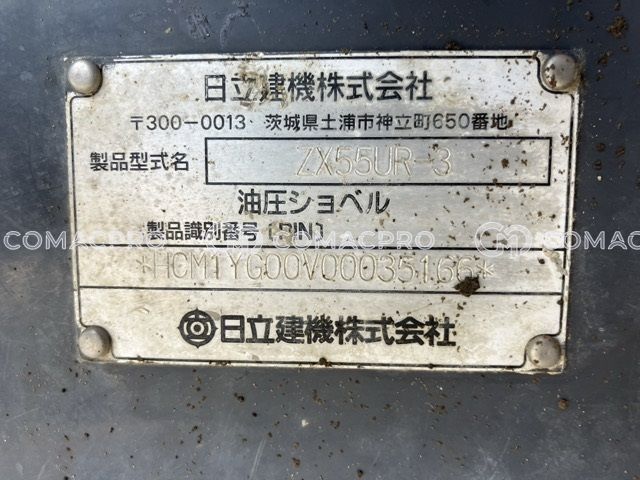 日立建機株式会社
〒300-0013 茨城県土浦市神立町650番地
製品型式名 ZX55UR-3
油圧ショベル
製品識別番号〔PIN〕
COMACPRO COMACPRO COMACPRO
*HCM1YG00V00035166*
日立建機株式会社